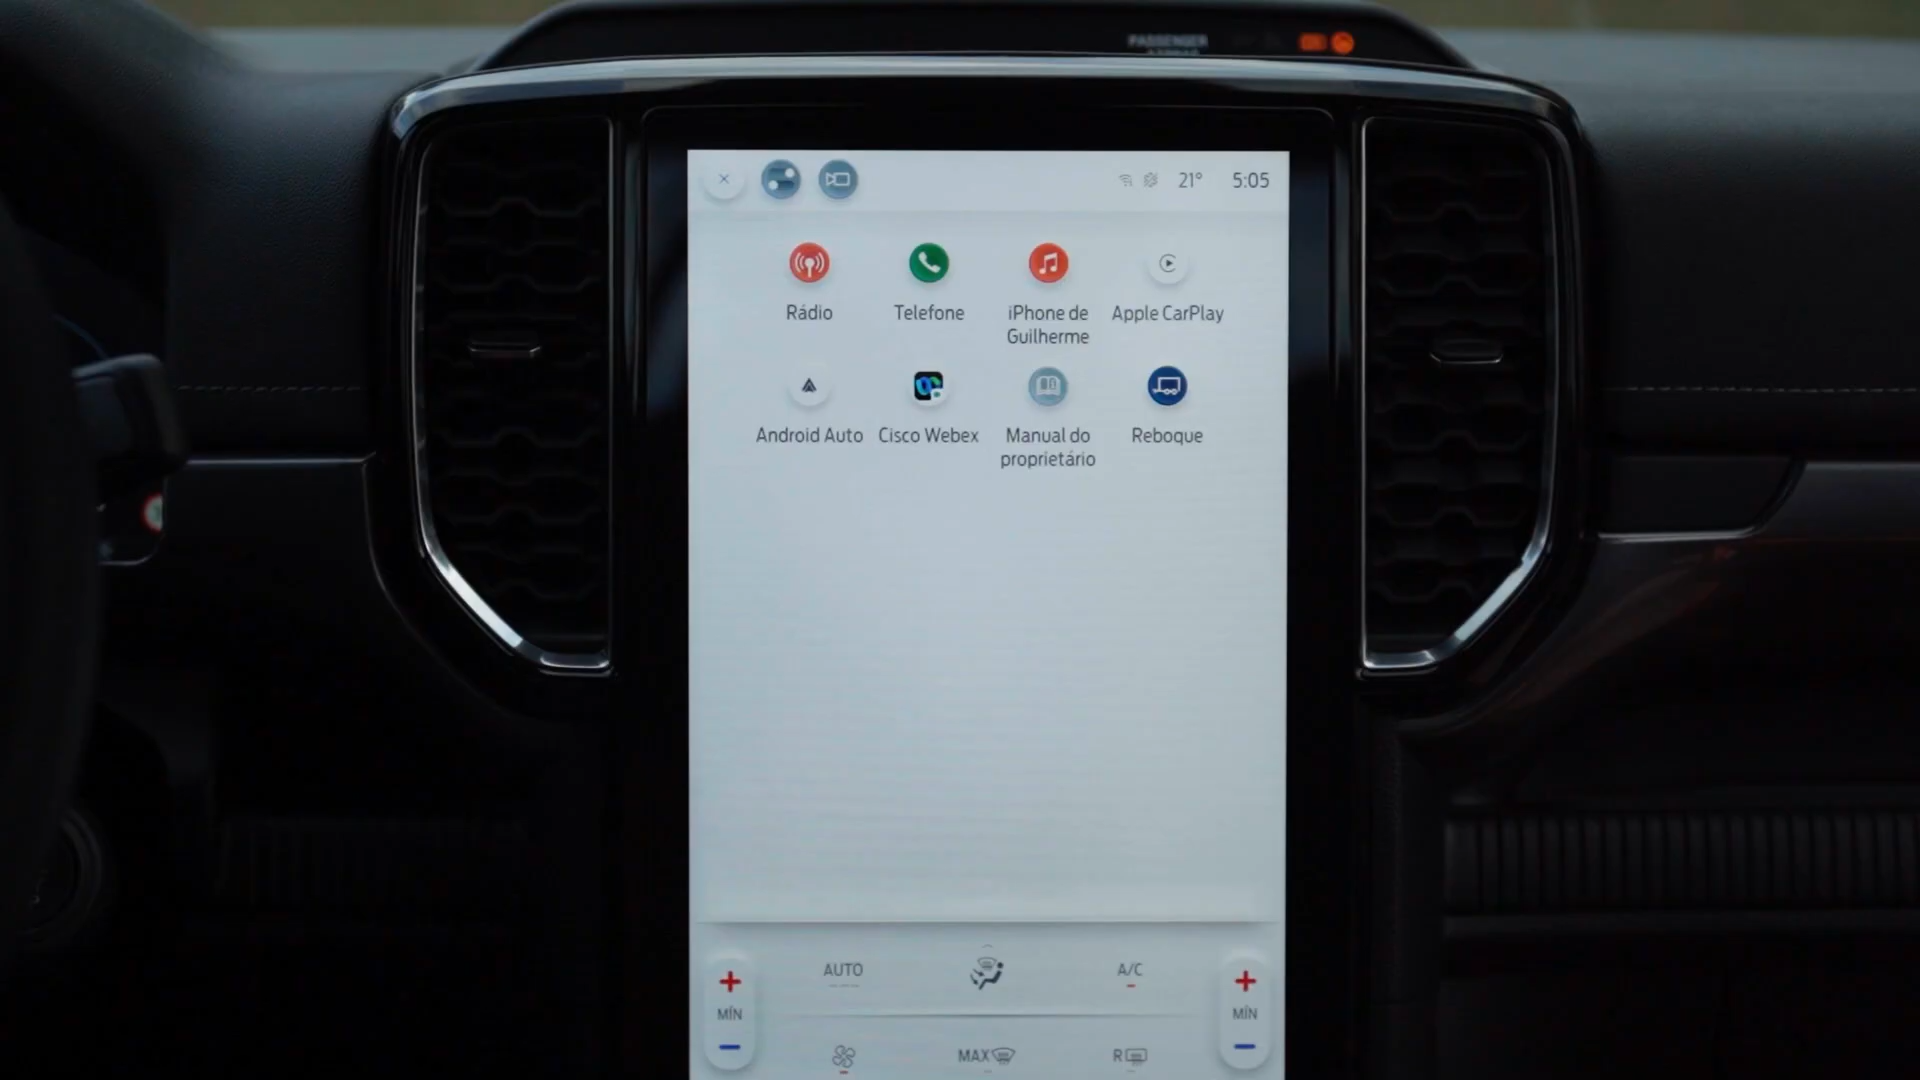 PASSENGER
21° 5:05
Rádio
Telefone
iPhone de
Guilherme
Apple CarPlay
Android Auto
Cisco Webex
Manual do
proprietário
Reboque
AUTO
A/C
MÍN
MÍN
MAX
R